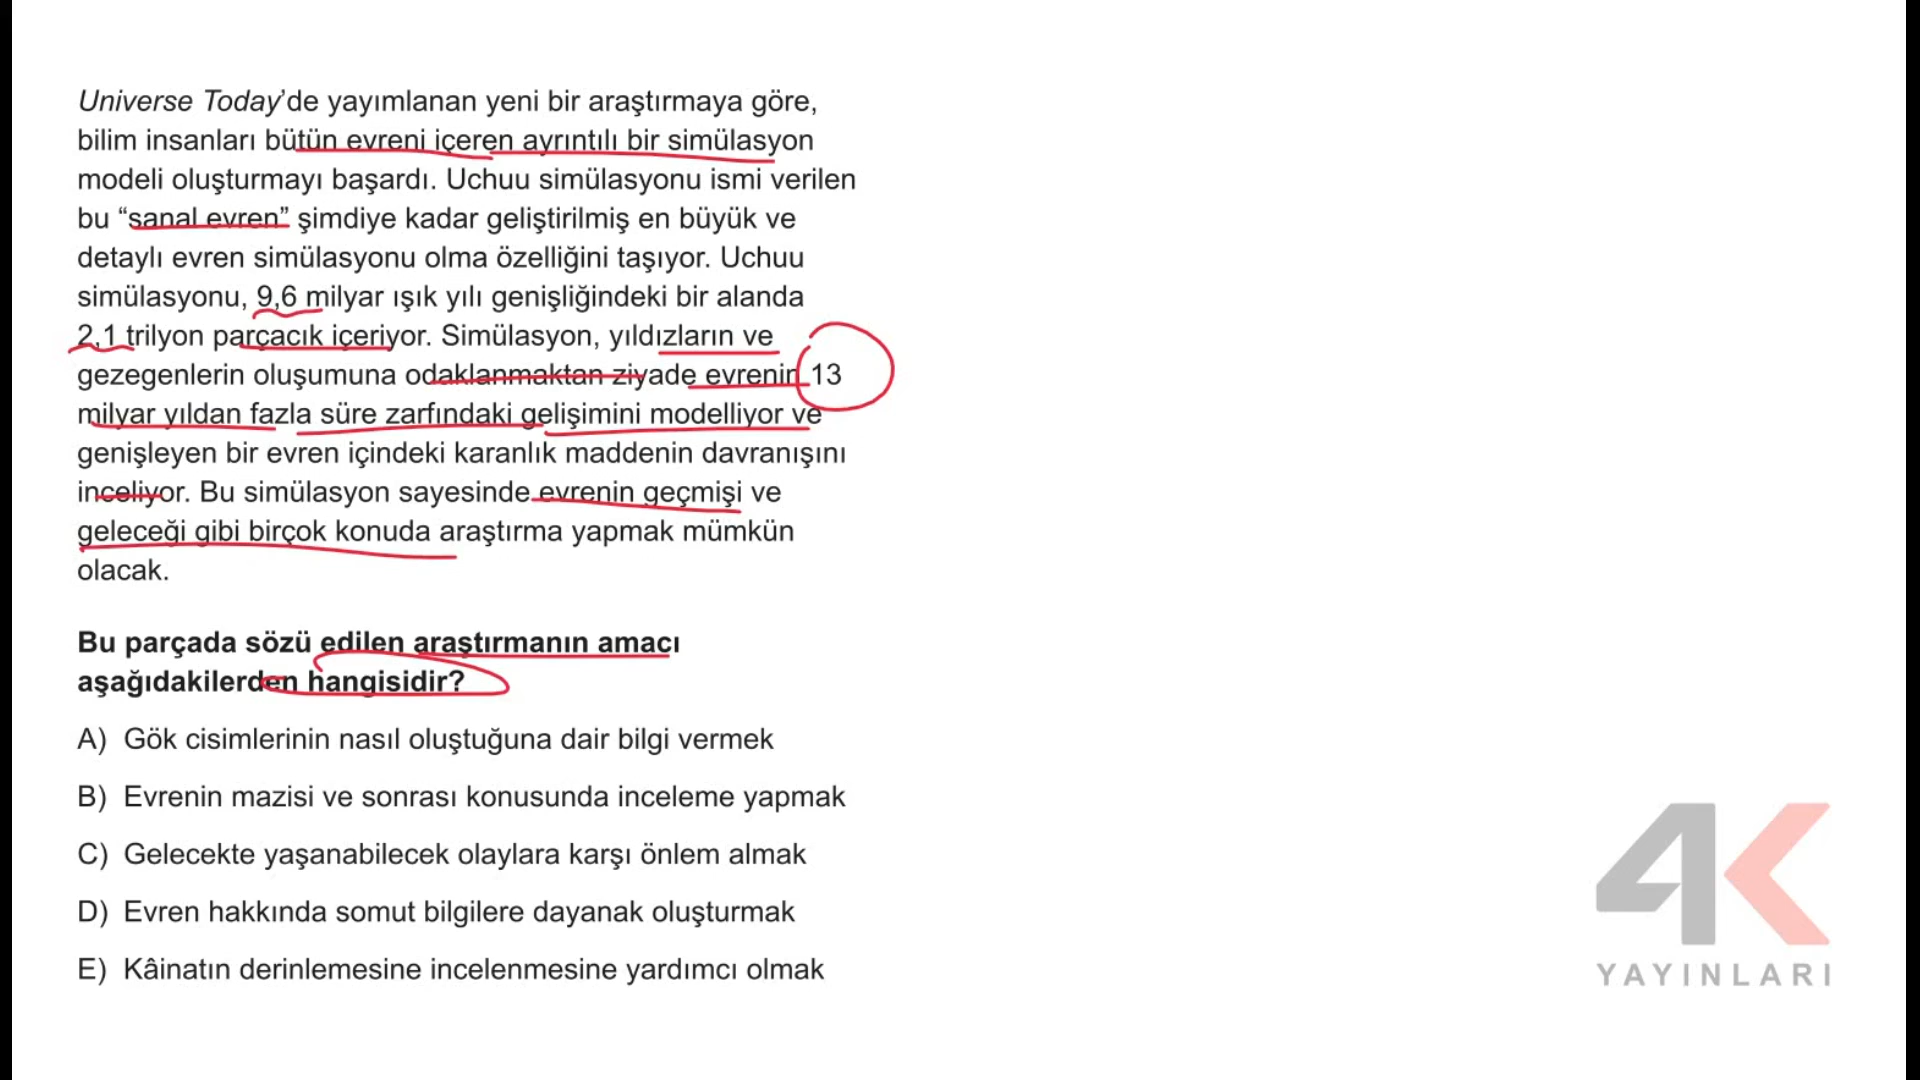 Universe Today'de yayımlanan yeni bir araştırmaya göre,
bilim insanları bütün evreni içeren ayrıntılı bir simülasyon
modeli oluşturmayı başardı. Uchuu simülasyonu ismi verilen
bu “sanal evren” şimdiye kadar geliştirilmiş en büyük ve
detaylı evren simülasyonu olma özelliğini taşıyor. Uchuu
simülasyonu, 9,6 milyar ışık yılı genişliğindeki bir alanda
2,1 trilyon parçacık içeriyor. Simülasyon, yıldızların ve
gezegenlerin oluşumuna odaklanmaktan ziyade evrenin 13
milyar yıldan fazla süre zarfındaki gelişimini modelliyor ve
genişleyen bir evren içindeki karanlık maddenin davranışını
inceliyor. Bu simülasyon sayesinde evrenin geçmişi ve
geleceği gibi birçok konuda araştırma yapmak mümkün
olacak.
Bu parçada sözü edilen araştırmanın amacı
aşağıdakilerden hangisidir?
A) Gök cisimlerinin nasıl oluştuğuna dair bilgi vermek
B) Evrenin mazisi ve sonrası konusunda inceleme yapmak
C) Gelecekte yaşanabilecek olaylara karşı önlem almak
D) Evren hakkında somut bilgilere dayanak oluşturmak
E) Kâinatın derinlemesine incelenmesine yardımcı olmak
4K
YAYINLARI